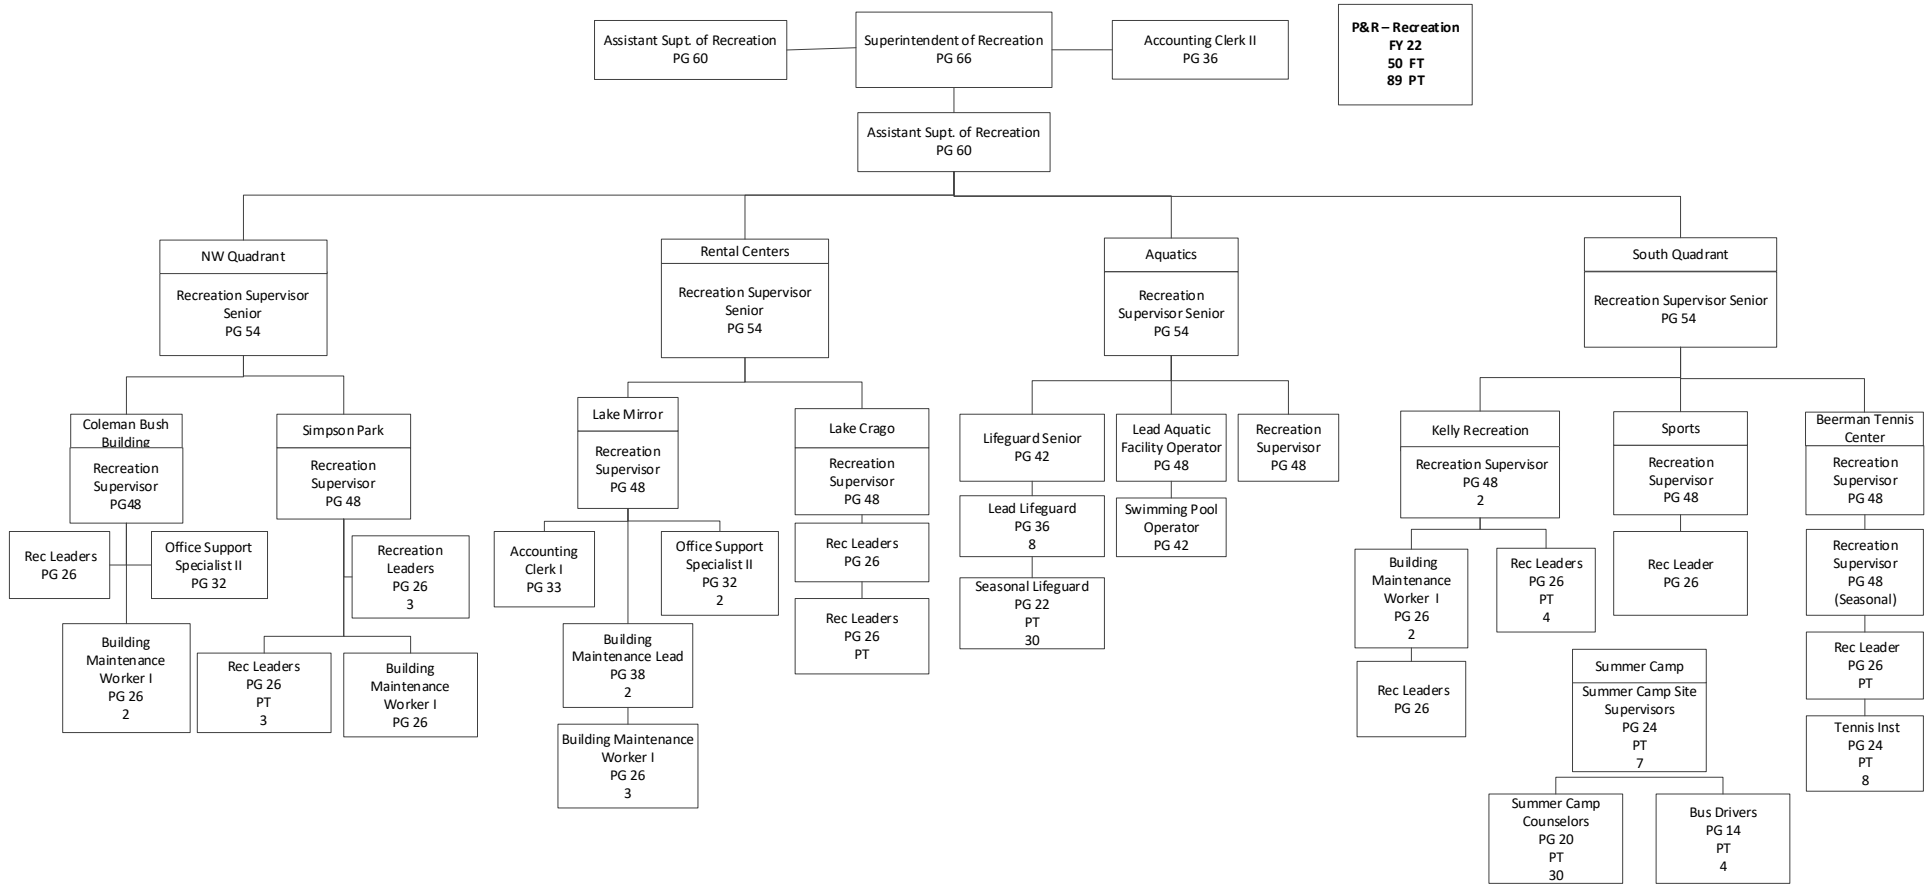 Assistant Supt. of Recreation
PG 60
Superintendent of Recreation
PG 66
Accounting Clerk II
PG 36
P&R – Recreation
FY 22
50 FT
89 PT
Assistant Supt. of Recreation
PG 60
NW Quadrant
Recreation Supervisor
Senior
PG 54
Rental Centers
Recreation Supervisor
Senior
PG 54
Aquatics
Recreation
Supervisor Senior
PG 54
South Quadrant
Recreation Supervisor Senior
PG 54
Coleman Bush
Building
Recreation
Supervisor
PG48
Rec Leaders
PG 26
Office Support
Specialist II
PG 32
Building
Maintenance
Worker I
PG 26
2
Simpson Park
Recreation
Supervisor
PG 48
Recreation
Leaders
PG 26
3
Rec Leaders
PG 26
PT
3
Building
Maintenance
Worker I
PG 26
Lake Mirror
Recreation
Supervisor
PG 48
Accounting
Clerk I
PG 33
Office Support
Specialist II
PG 32
2
Building
Maintenance Lead
PG 38
2
Building Maintenance
Worker I
PG 26
3
Lake Crago
Recreation
Supervisor
PG 48
Rec Leaders
PG 26
Rec Leaders
PG 26
PT
Lifeguard Senior
PG 42
Lead Lifeguard
PG 36
8
Seasonal Lifeguard
PG 22
PT
30
Lead Aquatic
Facility Operator
PG 48
Swimming Pool
Operator
PG 42
Recreation
Supervisor
PG 48
Kelly Recreation
Recreation Supervisor
PG 48
2
Building
Maintenance
Worker I
PG 26
2
Rec Leaders
PG 26
Rec Leaders
PG 26
PT
4
Sports
Recreation
Supervisor
PG 48
Rec Leader
PG 26
Beerman Tennis
Center
Recreation
Supervisor
PG 48
Recreation
Supervisor
PG 48
(Seasonal)
Rec Leader
PG 26
PT
Tennis Inst
PG 24
PT
8
Summer Camp
Summer Camp Site
Supervisors
PG 24
PT
7
Summer Camp
Counselors
PG 20
PT
30
Bus Drivers
PG 14
PT
4